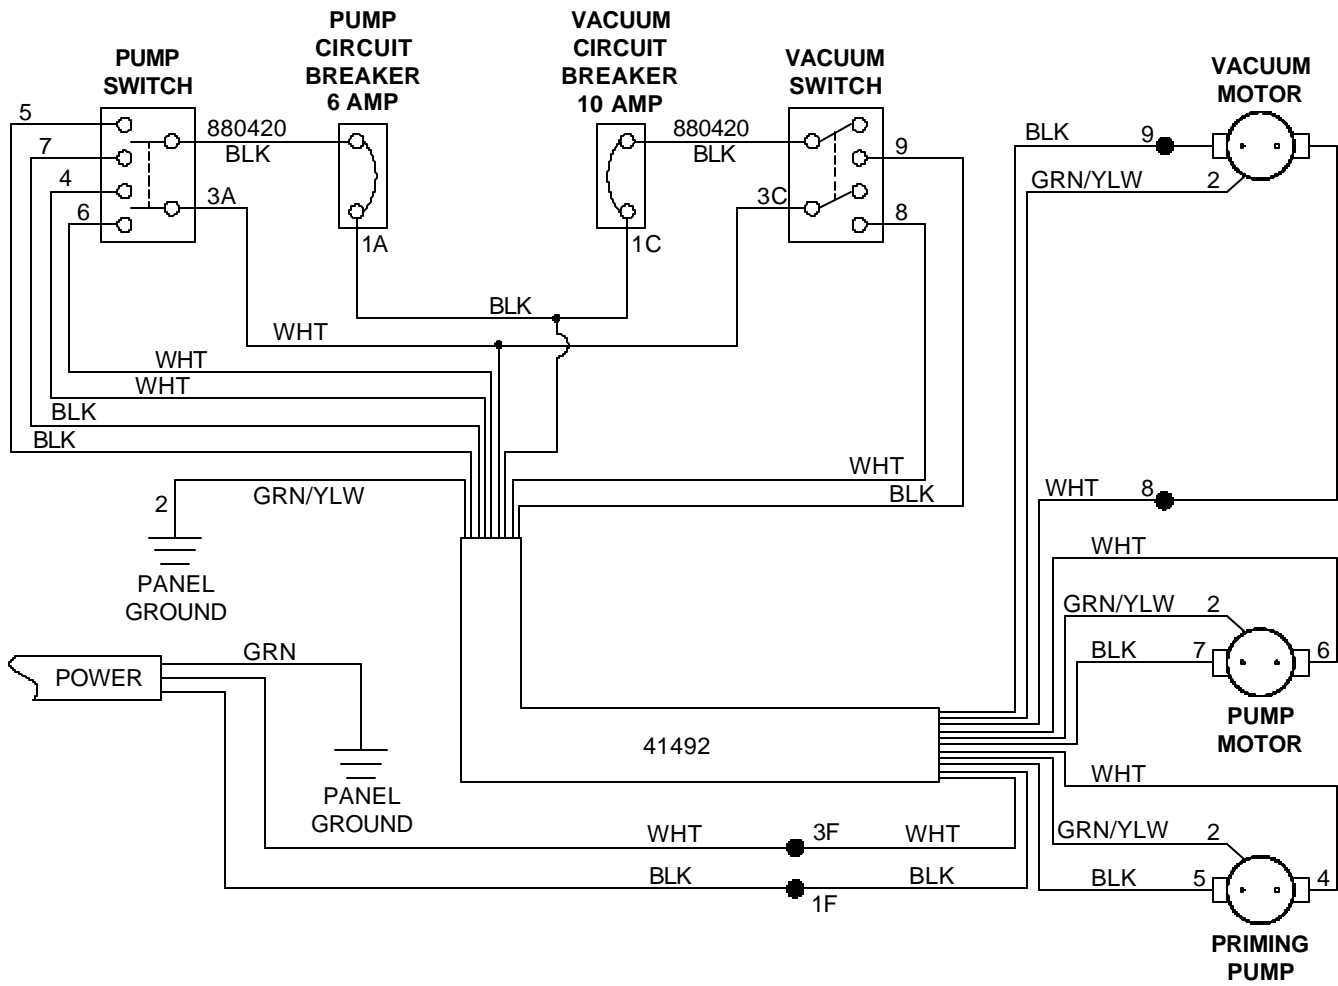 PUMP
SWITCH
PUMP
CIRCUIT
BREAKER
6 AMP
VACUUM
CIRCUIT
BREAKER
10 AMP
VACUUM
SWITCH
VACUUM
MOTOR
5
7
4
6
880420
BLK
3A
1A
880420
BLK
3C
1C
9
8
BLK
9
GRN/YLW
2
BLK
WHT
WHT
WHT
BLK
BLK
WHT
BLK
GRN/YLW
2
PANEL
GROUND
WHT
8
WHT
GRN/YLW
2
BLK
7
6
PUMP
MOTOR
POWER
GRN
PANEL
GROUND
41492
WHT
GRN/YLW
2
BLK
5
4
PRIMING
PUMP
WHT
3F
WHT
BLK
1F
BLK